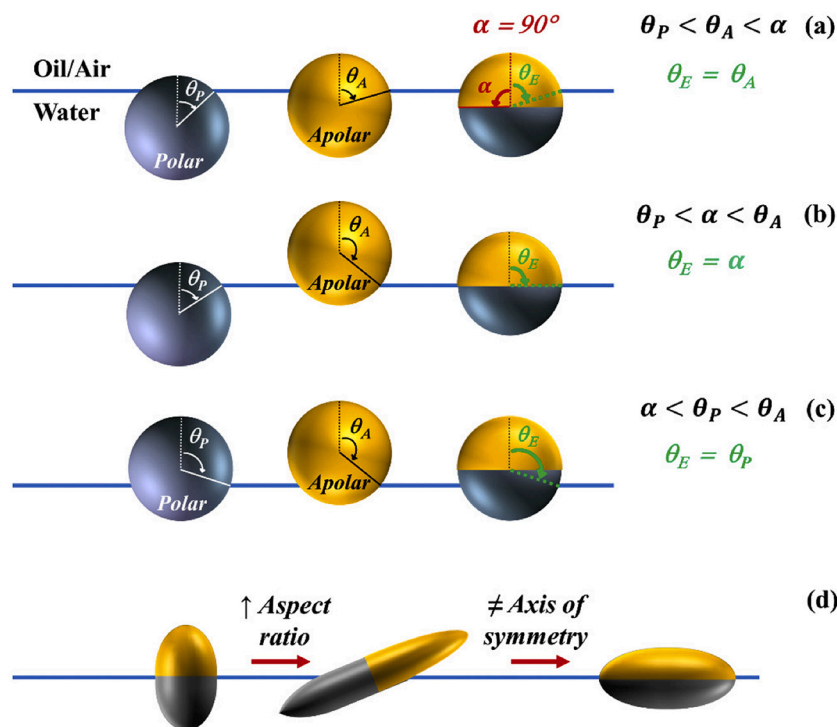 α = 90°
θP < θA < α (a)
θE = θA
Oil/Air
Water
θP
Polar
θA
Apolar
α
θE
θP < α < θA (b)
θE = α
θP
Polar
θA
Apolar
θE
α < θP < θA (c)
θE = θP
θP
Polar
θA
Apolar
θE
(d)
↑ Aspect
ratio
≠ Axis of
symmetry